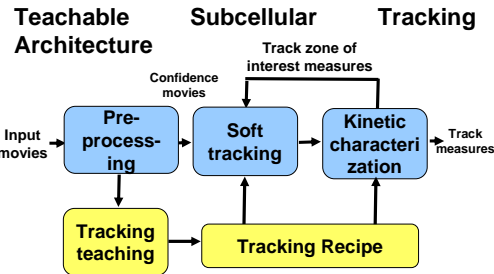 Teachable Subcellular Tracking
Architecture
Track zone of
interest measures
Confidence
movies
Input
movies
Pre-
process-
ing
Soft
tracking
Kinetic
characteri
zation
Track
measures
Tracking
teaching
Tracking Recipe